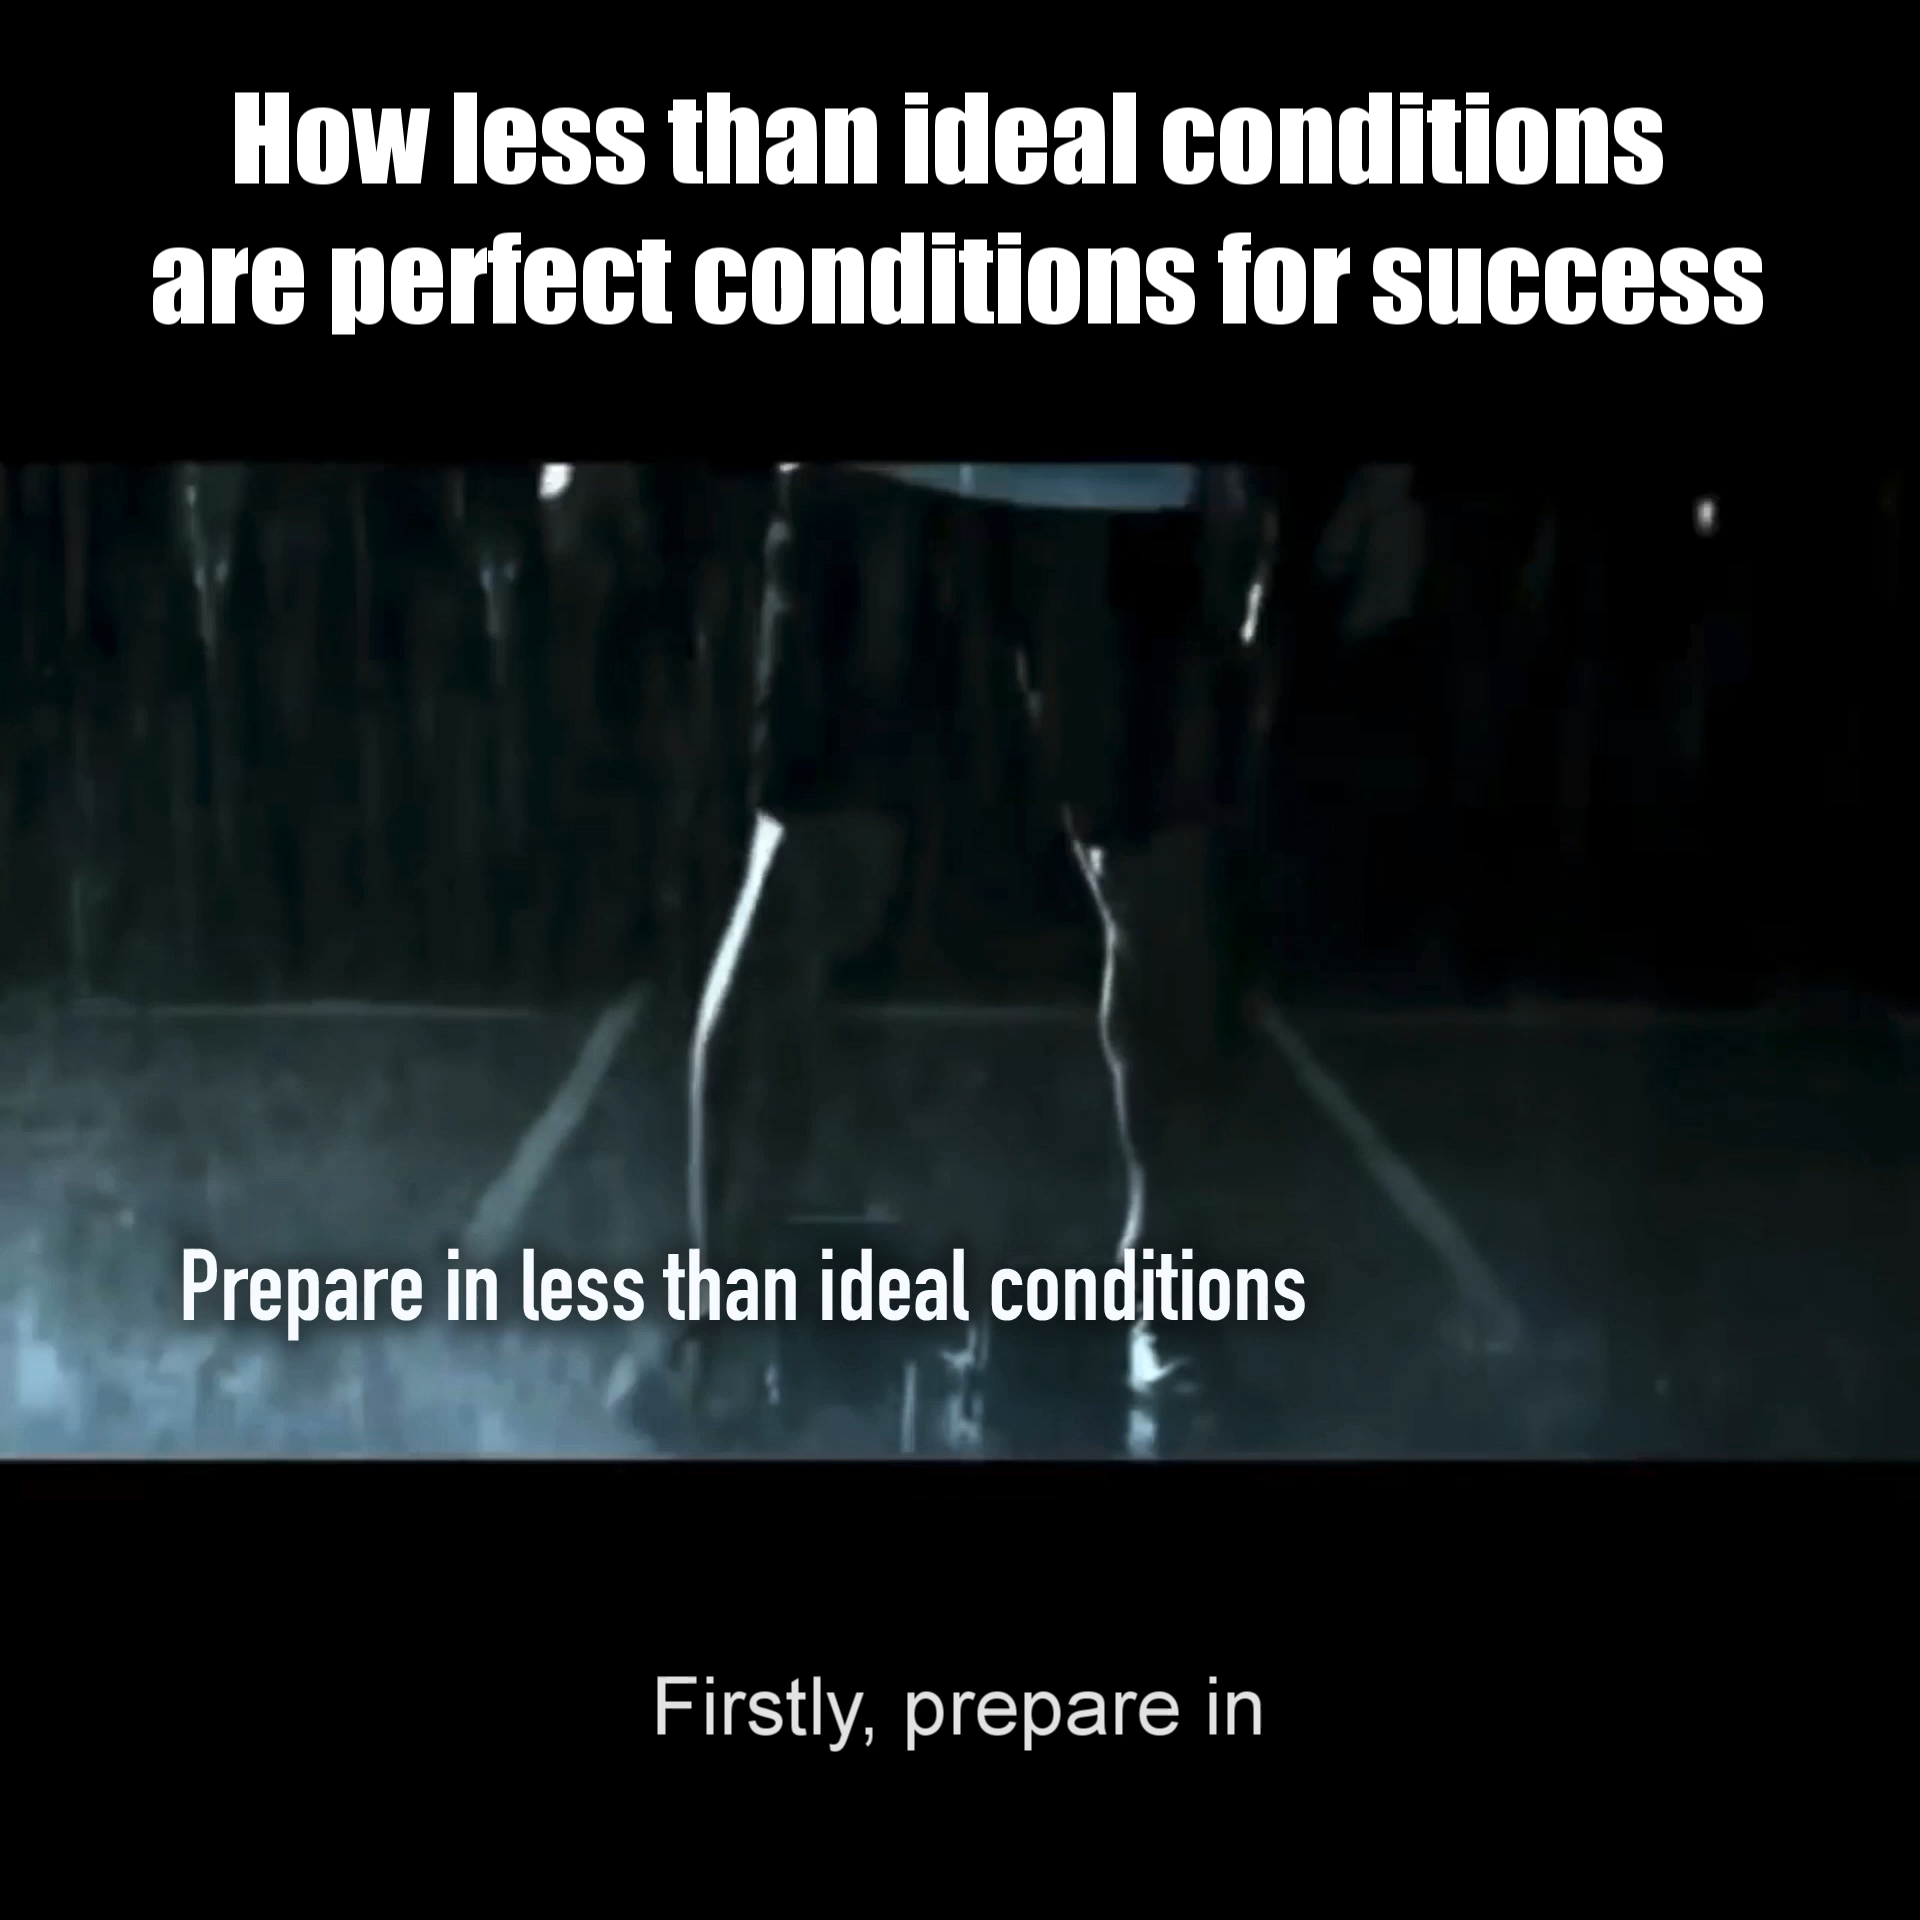 How less than ideal conditions
are perfect conditions for success
Prepare in less than ideal conditions
Firstly, prepare in